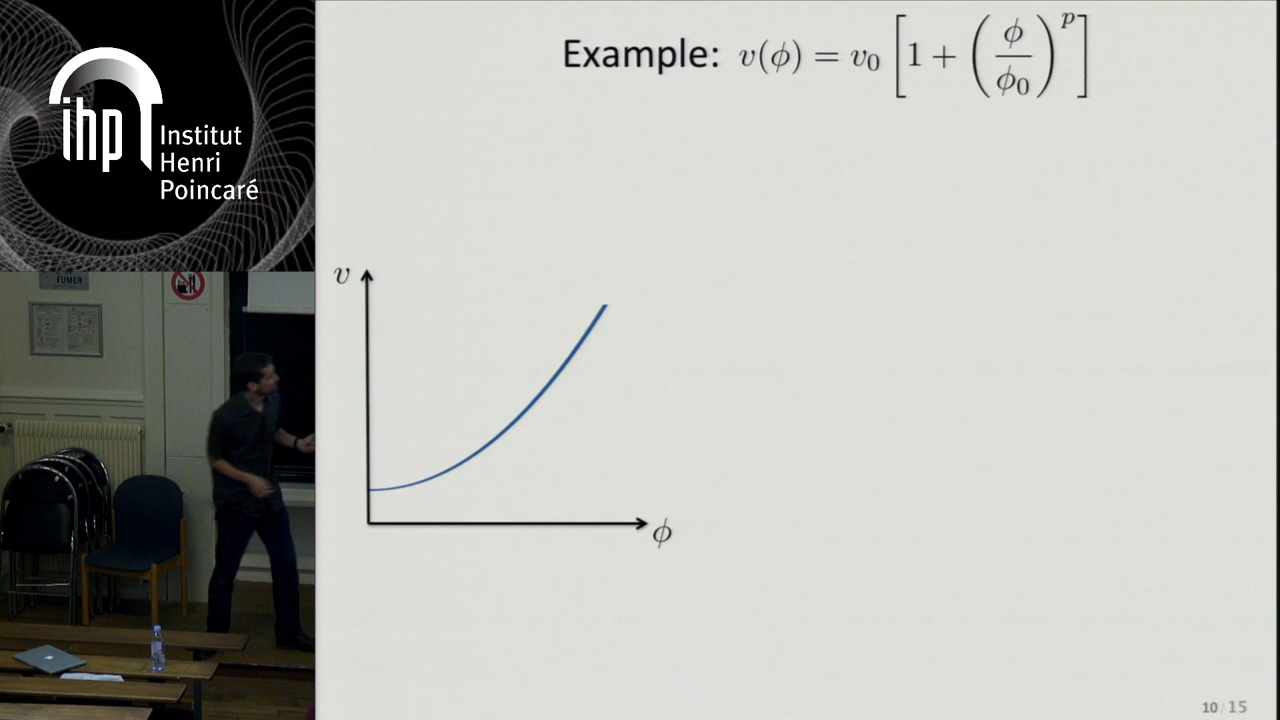 ihp Institut
Henri
Poincaré
FUMER
Example: v(ϕ) = v₀ [1 + (ϕ/ϕ₀)ᵖ]
v
ϕ
10/15